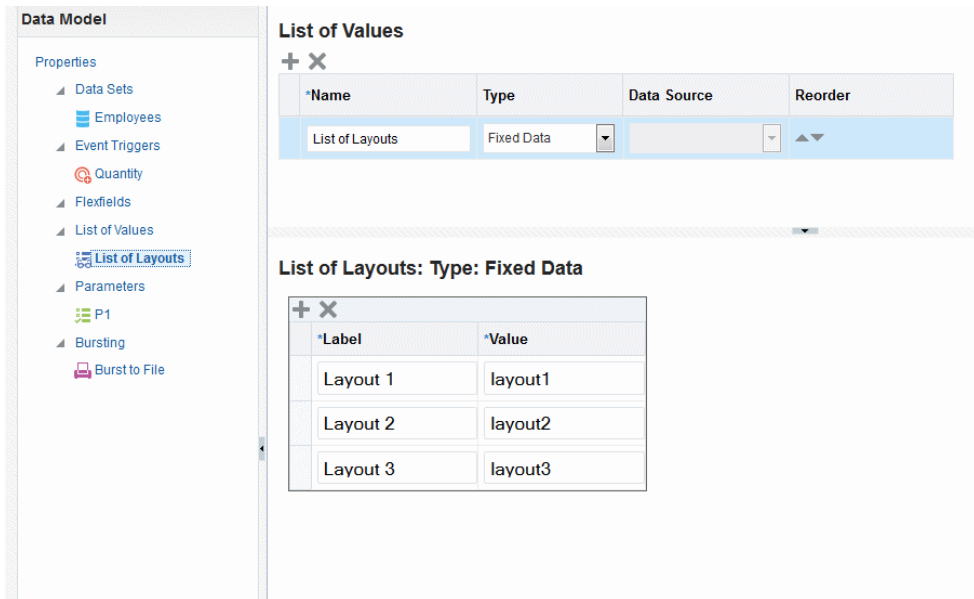 Data Model
Properties
Data Sets
Employees
Event Triggers
Quantity
Flexfields
List of Values
List of Layouts
Parameters
P1
Bursting
Burst to File
List of Values
*Name Type Data Source Reorder
List of Layouts Fixed Data
List of Layouts: Type: Fixed Data
*Label *Value
Layout 1 layout1
Layout 2 layout2
Layout 3 layout3